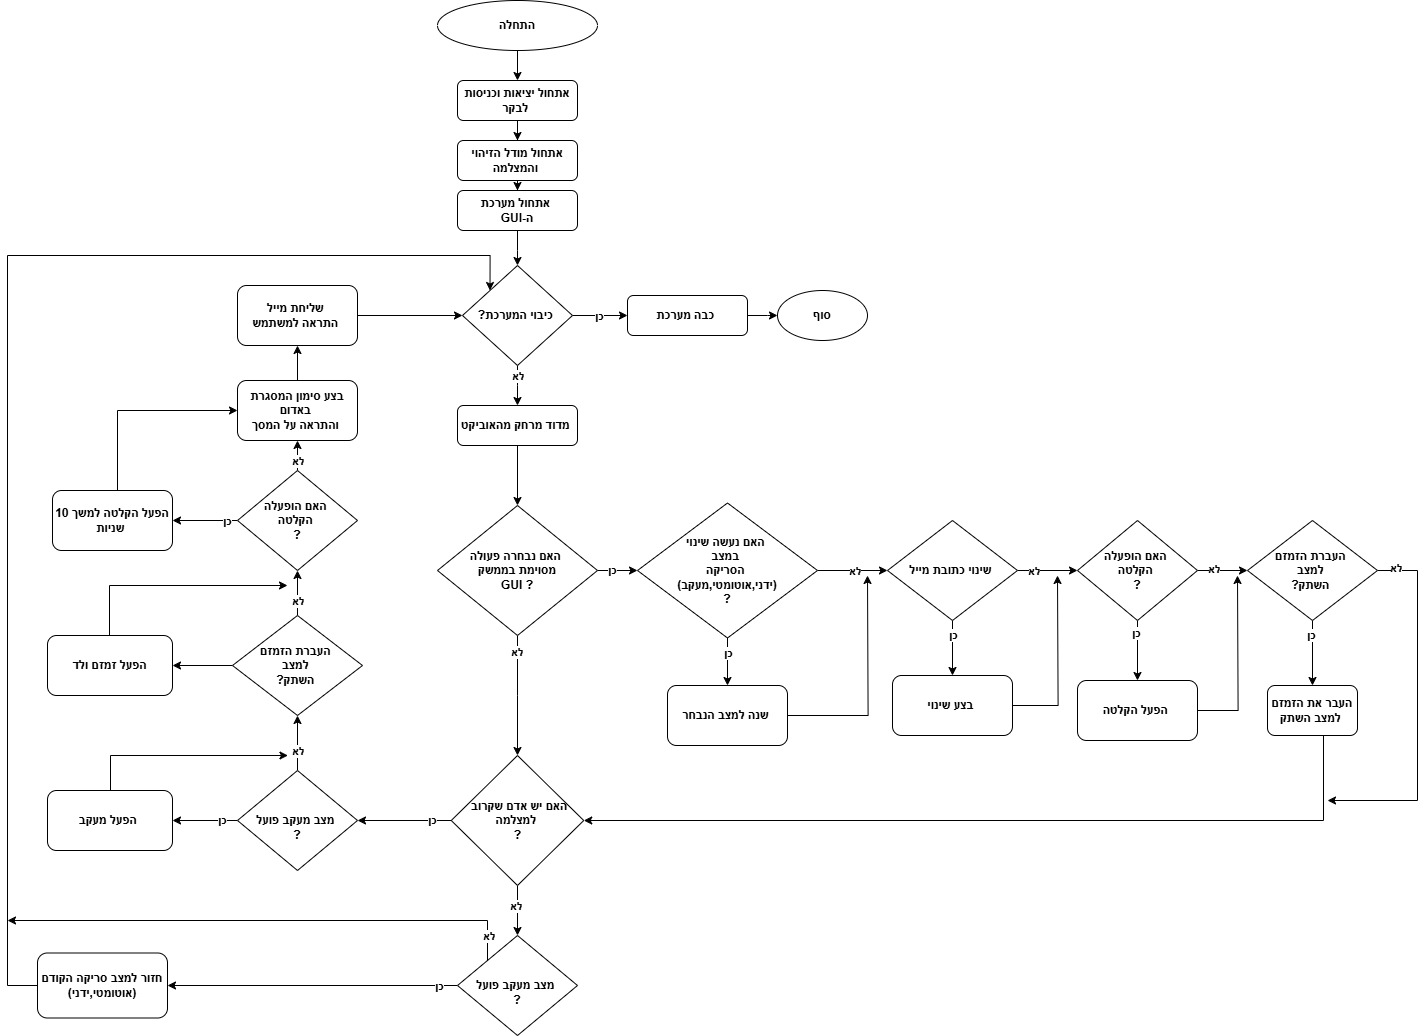 התחלה
אתחול יציאות וכניסות
לבקר
אתחול מודל הזיהוי
והמצלמה
אתחול מערכת
ה-GUI
כיבוי המערכת?
כן
כבה מערכת
סוף
לא
שליחת מייל
התראה למשתמש
בצע סימון המסגרת
באדום
והתראה על המסך
מדוד מרחק מהאוביקט
לא
האם הופעלה
הקלטה
?
כן
הפעל הקלטה למשך 10
שניות
האם נבחרה פעולה
מסוימת בממשק
GUI ?
כן
האם נעשה שינוי
במצב
הסריקה
(ידני,אוטומטי,מעקב)
?
לא
שינוי כתובת מייל
לא
האם הופעלה
הקלטה
?
לא
העברת הזמזם
למצב
השתק?
לא
לא
כן
כן
כן
כן
לא
העברת הזמזם
למצב
השתק?
הפעל זמזם ולד
שנה למצב הנבחר
בצע שינוי
הפעל הקלטה
העבר את הזמזם
למצב השתק
לא
האם יש אדם שקרוב
למצלמה
?
כן
מצב מעקב פועל
?
כן
הפעל מעקב
לא
לא
מצב מעקב פועל
?
כן
חזור למצב סריקה הקודם
(אוטומטי,ידני)